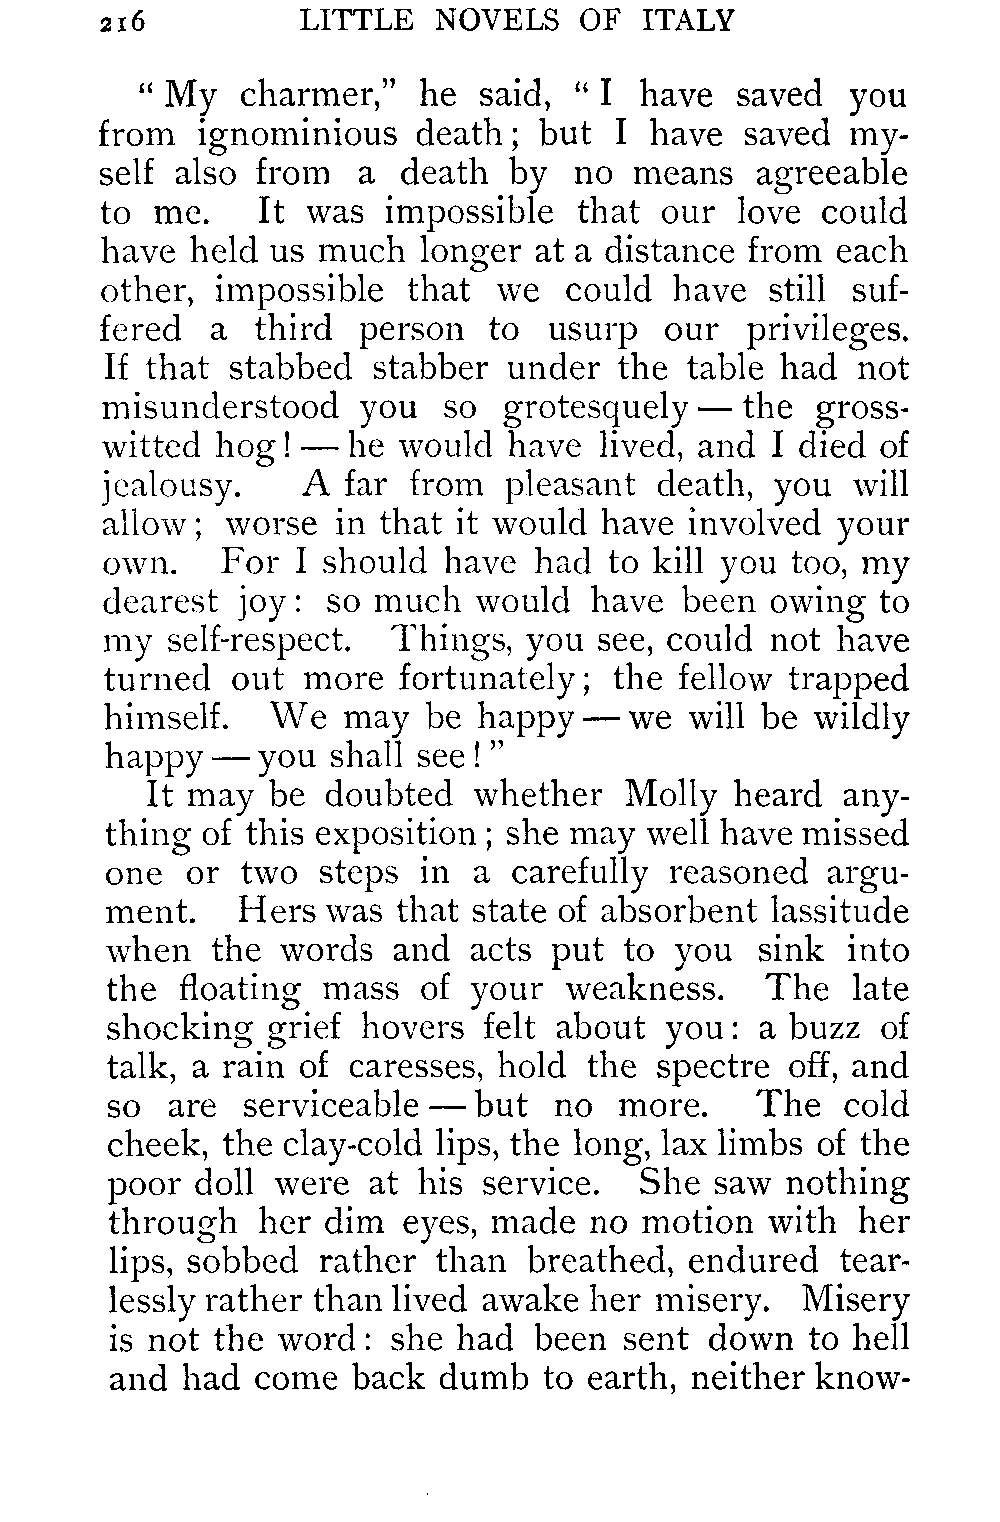 216 LITTLE NOVELS OF ITALY
“ My charmer,” he said, “ I have saved you
from ignominious death ; but I have saved my-
self also from a death by no means agreeable
to me. It was impossible that our love could
have held us much longer at a distance from each
other, impossible that we could have still suf-
fered a third person to usurp our privileges.
If that stabbed stabber under the table had not
misunderstood you so grotesquely — the gross-
witted hog ! — he would have lived, and I died of
jealousy. A far from pleasant death, you will
allow ; worse in that it would have involved your
own. For I should have had to kill you too, my
dearest joy : so much would have been owing to
my self-respect. Things, you see, could not have
turned out more fortunately ; the fellow trapped
himself. We may be happy — we will be wildly
happy — you shall see ! ”
It may be doubted whether Molly heard any-
thing of this exposition ; she may well have missed
one or two steps in a carefully reasoned argu-
ment. Hers was that state of absorbent lassitude
when the words and acts put to you sink into
the floating mass of your weakness. The late
shocking grief hovers felt about you : a buzz of
talk, a rain of caresses, hold the spectre off, and
so are serviceable — but no more. The cold
cheek, the clay-cold lips, the long, lax limbs of the
poor doll were at his service. She saw nothing
through her dim eyes, made no motion with her
lips, sobbed rather than breathed, endured tear-
lessly rather than lived awake her misery. Misery
is not the word : she had been sent down to hell
and had come back dumb to earth, neither know-